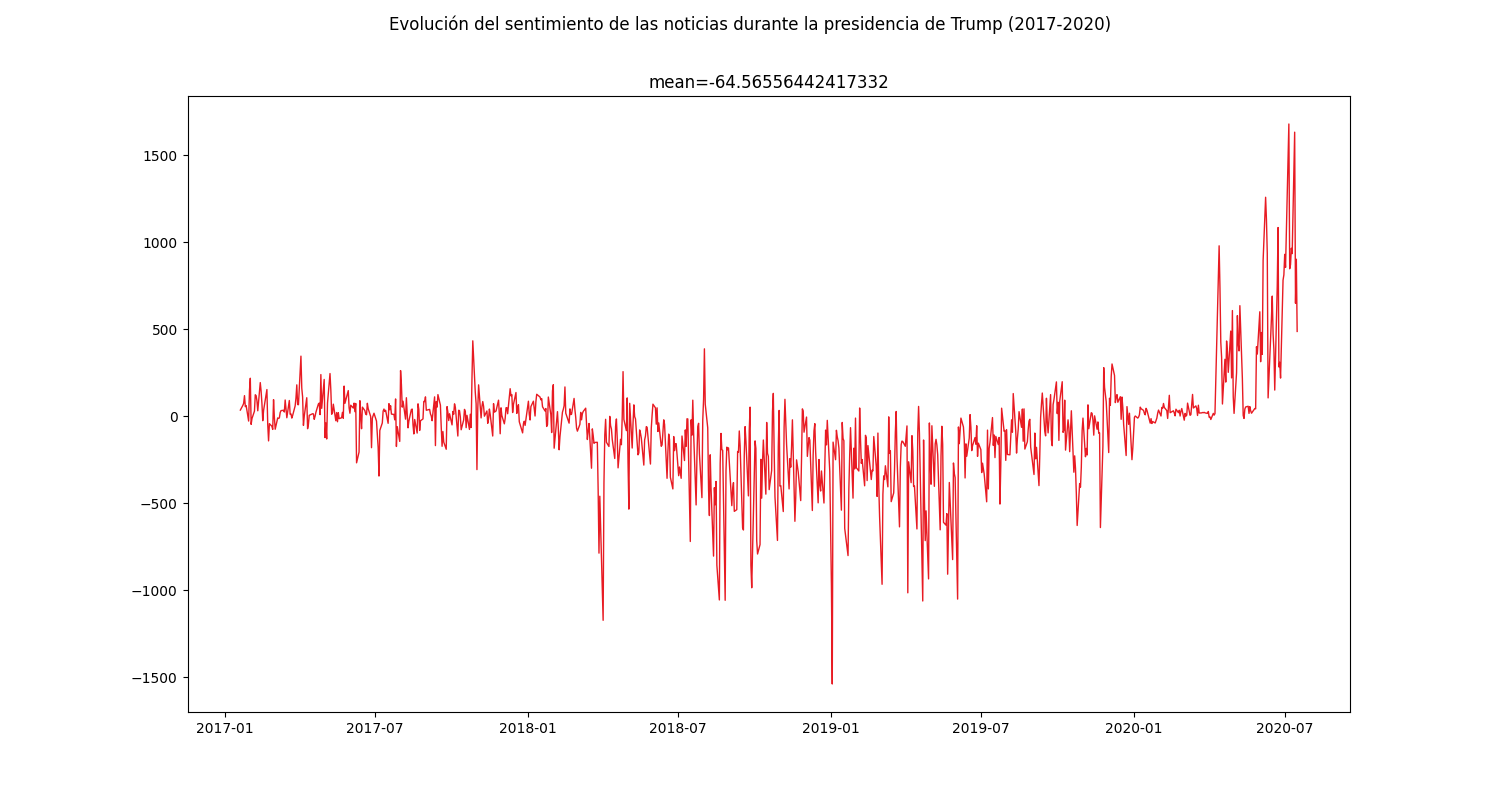 Evolución del sentimiento de las noticias durante la presidencia de Trump (2017-2020)
mean=-64.56556442417332
1500
1000
500
0
−500
−1000
−1500
2017-01 2017-07 2018-01 2018-07 2019-01 2019-07 2020-01 2020-07